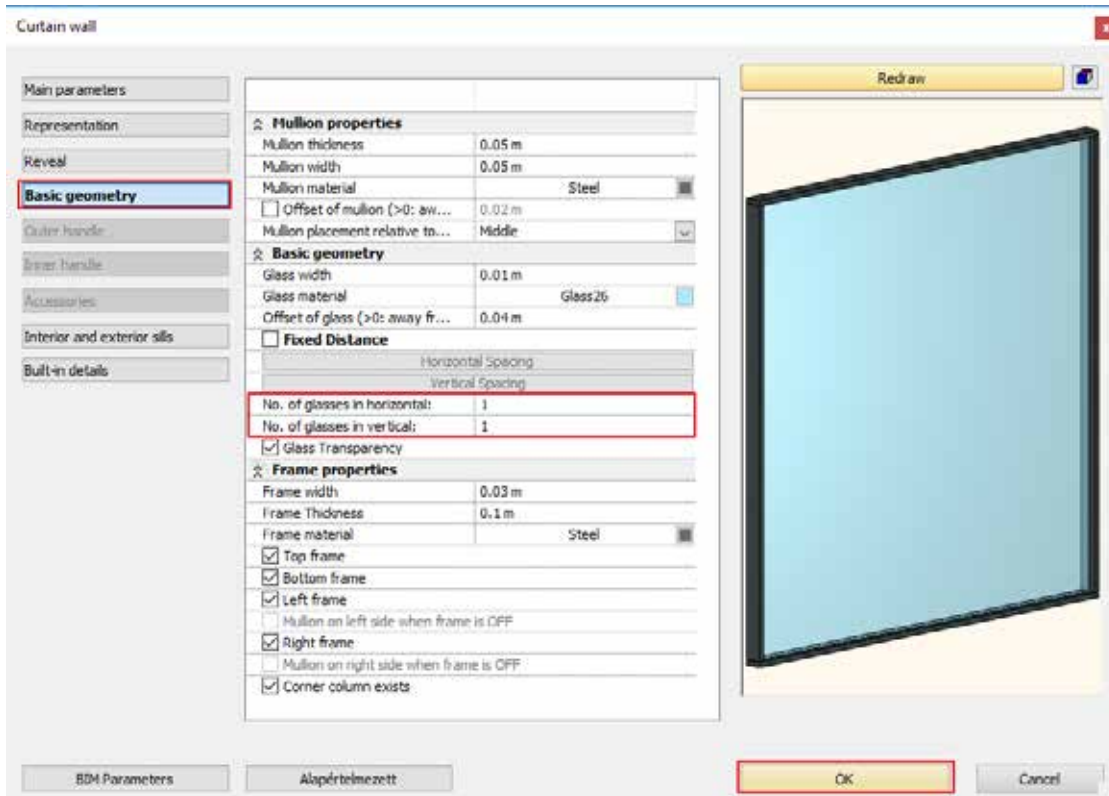 Curtain wall
x
Redraw
Main parameters
Representation
Reveal
Basic geometry
Outer handle
Inner handle
Accessories
Interior and exterior sills
Built-in details
Mullion properties
Mullion thickness 0.05 m
Mullion width 0.05 m
Mullion material Steel
Offset of mullion (>0: aw... 0.02 m
Mullion placement relative to... Middle
Basic geometry
Glass width 0.01 m
Glass material Glass26
Offset of glass (>0: away fr... 0.04 m
Fixed Distance
Horizontal Spacing
Vertical Spacing
No. of glasses in horizontal: 1
No. of glasses in vertical: 1
Glass Transparency
Frame properties
Frame width 0.03 m
Frame Thickness 0.1 m
Frame material Steel
Top frame
Bottom frame
Left frame
Mullion on left side when frame is OFF
Right frame
Mullion on right side when frame is OFF
Corner column exists
BIM Parameters
Alapértelmezett
OK
Cancel